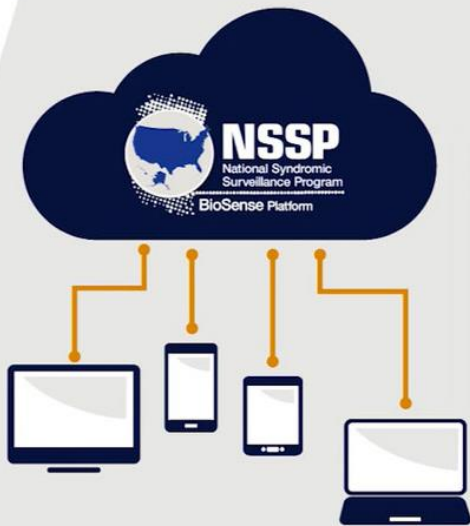 NSSP
National Syndromic
Surveillance Program
BioSense Platform